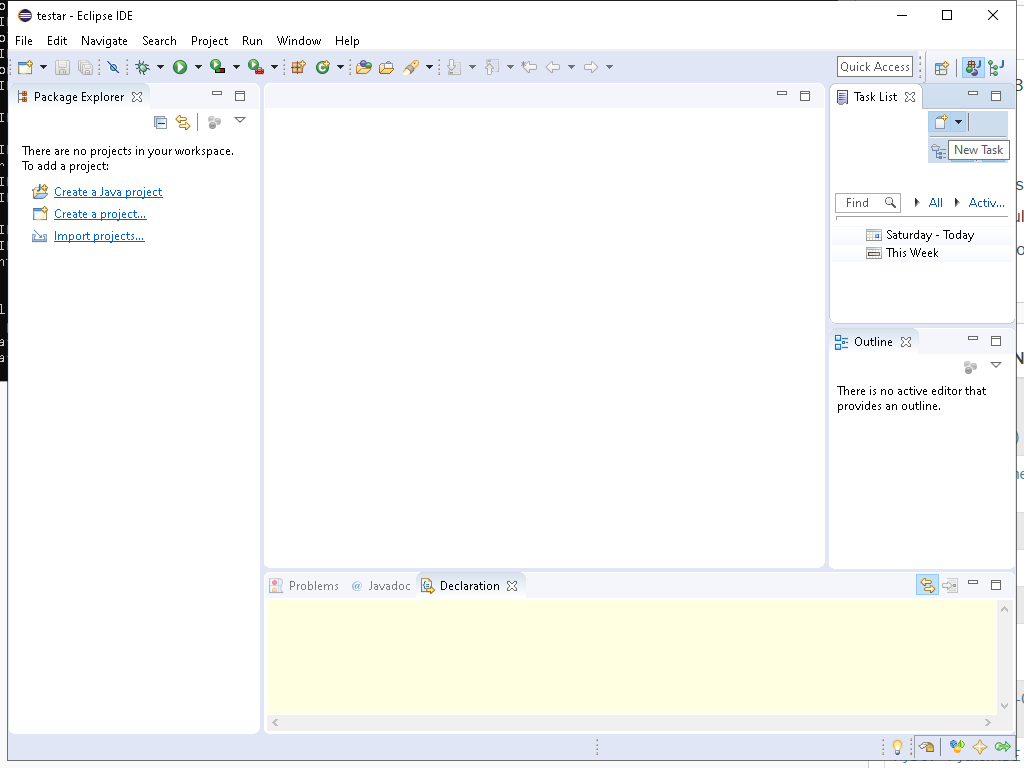 testar - Eclipse IDE
File Edit Navigate Search Project Run Window Help
Quick Access
Package Explorer
There are no projects in your workspace.
To add a project:
Create a Java project
Create a project...
Import projects...
Task List
New Task
Find All Activ...
Saturday - Today
This Week
Outline
There is no active editor that
provides an outline.
Problems @ Javadoc Declaration